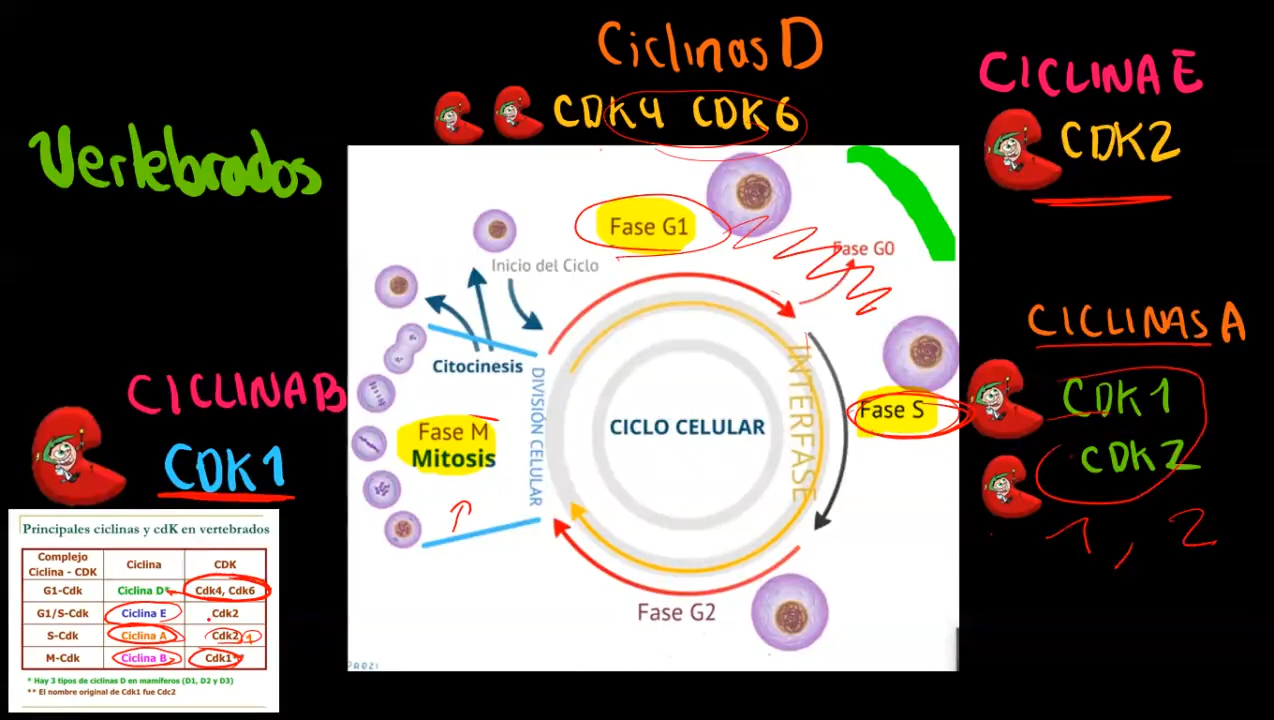 Ciclinas D
CDK4 CDK6
CICLINA E
CDK2
Vertebrados
Fase G1
Fase G0
Inicio del Ciclo
CICLINAS A
CDK1
CDK2
1, 2
Citocinesis
DIVISIÓN CELULAR
INTERFASE
CICLO CELULAR
Fase S
CICLINA B
CDK1
Fase M
Mitosis
Fase G2
PREZI
Principales ciclinas y cdK en vertebrados
Complejo Ciclina - CDK Ciclina CDK
G1-Cdk Ciclina D* Cdk4, Cdk6
G1/S-Cdk Ciclina E Cdk2
S-Cdk Ciclina A Cdk2, 1
M-Cdk Ciclina B Cdk1**
* Hay 3 tipos de ciclinas D en mamíferos (D1, D2 y D3)
** El nombre original de Cdk1 fue Cdc2